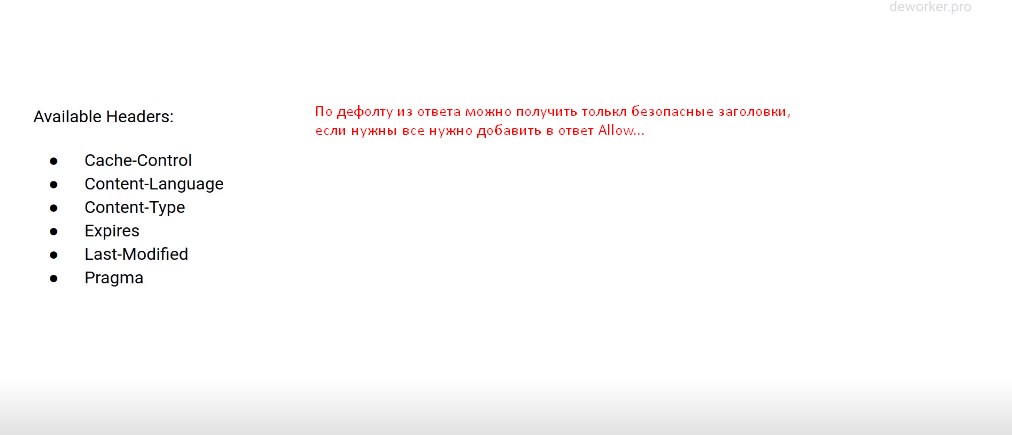 deworker.pro
Available Headers:
По дефолту из ответа можно получить толькл безопасные заголовки,
если нужны все нужно добавить в ответ Allow...
● Cache-Control
● Content-Language
● Content-Type
● Expires
● Last-Modified
● Pragma